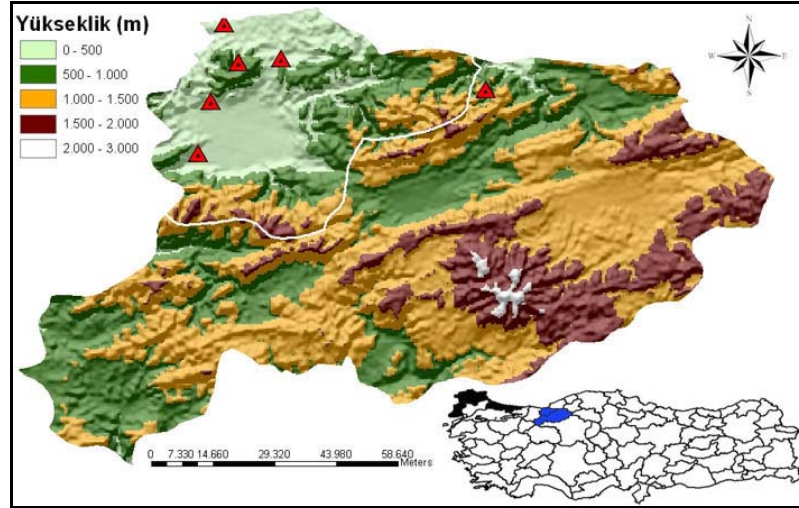 Yükseklik (m)
0 - 500
500 - 1.000
1.000 - 1.500
1.500 - 2.000
2.000 - 3.000
N
W E
S
0 7.330 14.660 29.320 43.980 58.640
Meters